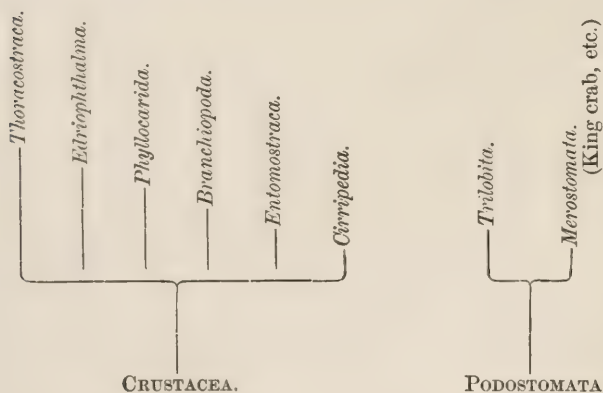 Thoracostraca.
Edriophthalma.
Phyllocarida.
Branchiopoda.
Entomostraca.
Cirripedia.
CRUSTACEA.
Trilobita.
Merostomata.
(King crab, etc.)
PODOSTOMATA